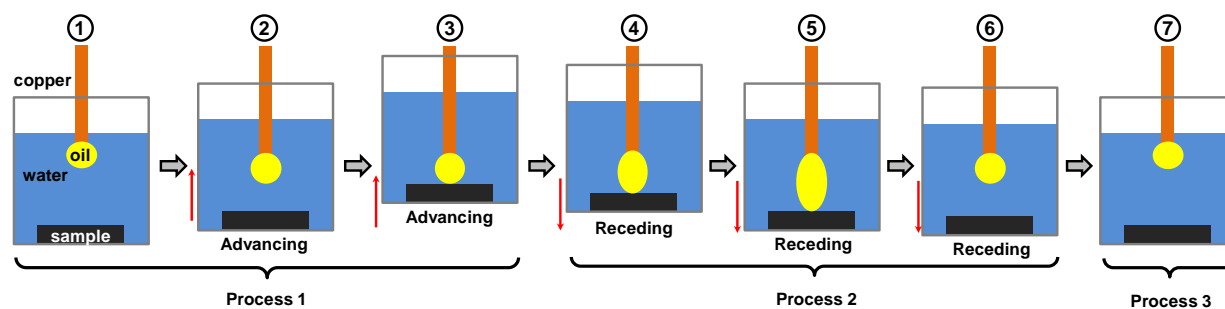 ①
②
③
④
⑤
⑥
⑦
copper
oil
water
sample
Advancing
Advancing
Receding
Receding
Receding
Process 1
Process 2
Process 3